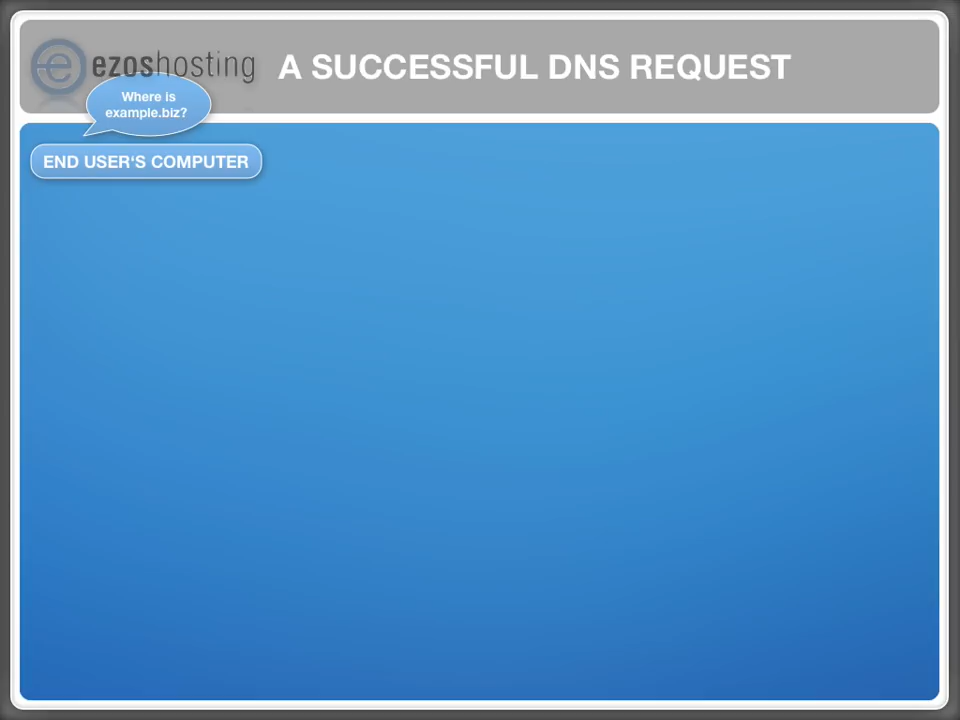 ezoshosting
A SUCCESSFUL DNS REQUEST
Where is
example.biz?
END USER'S COMPUTER